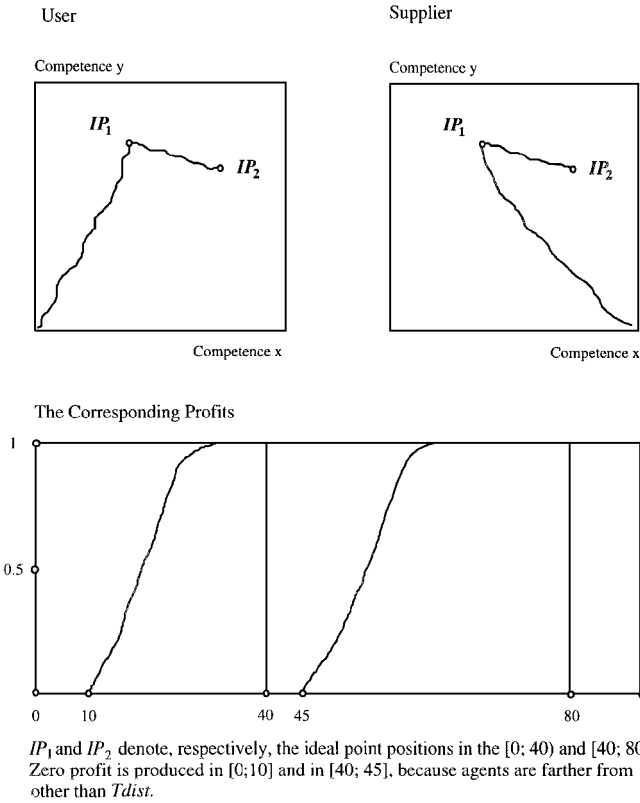 User
Supplier
Competence y
Competence y
IP1
IP2
IP1
IP2
Competence x
Competence x
The Corresponding Profits
1
0.5
0
10
40
45
80
IP1 and IP2 denote, respectively, the ideal point positions in the [0; 40) and [40; 80
Zero profit is produced in [0;10] and in [40; 45], because agents are farther from
other than Tdist.